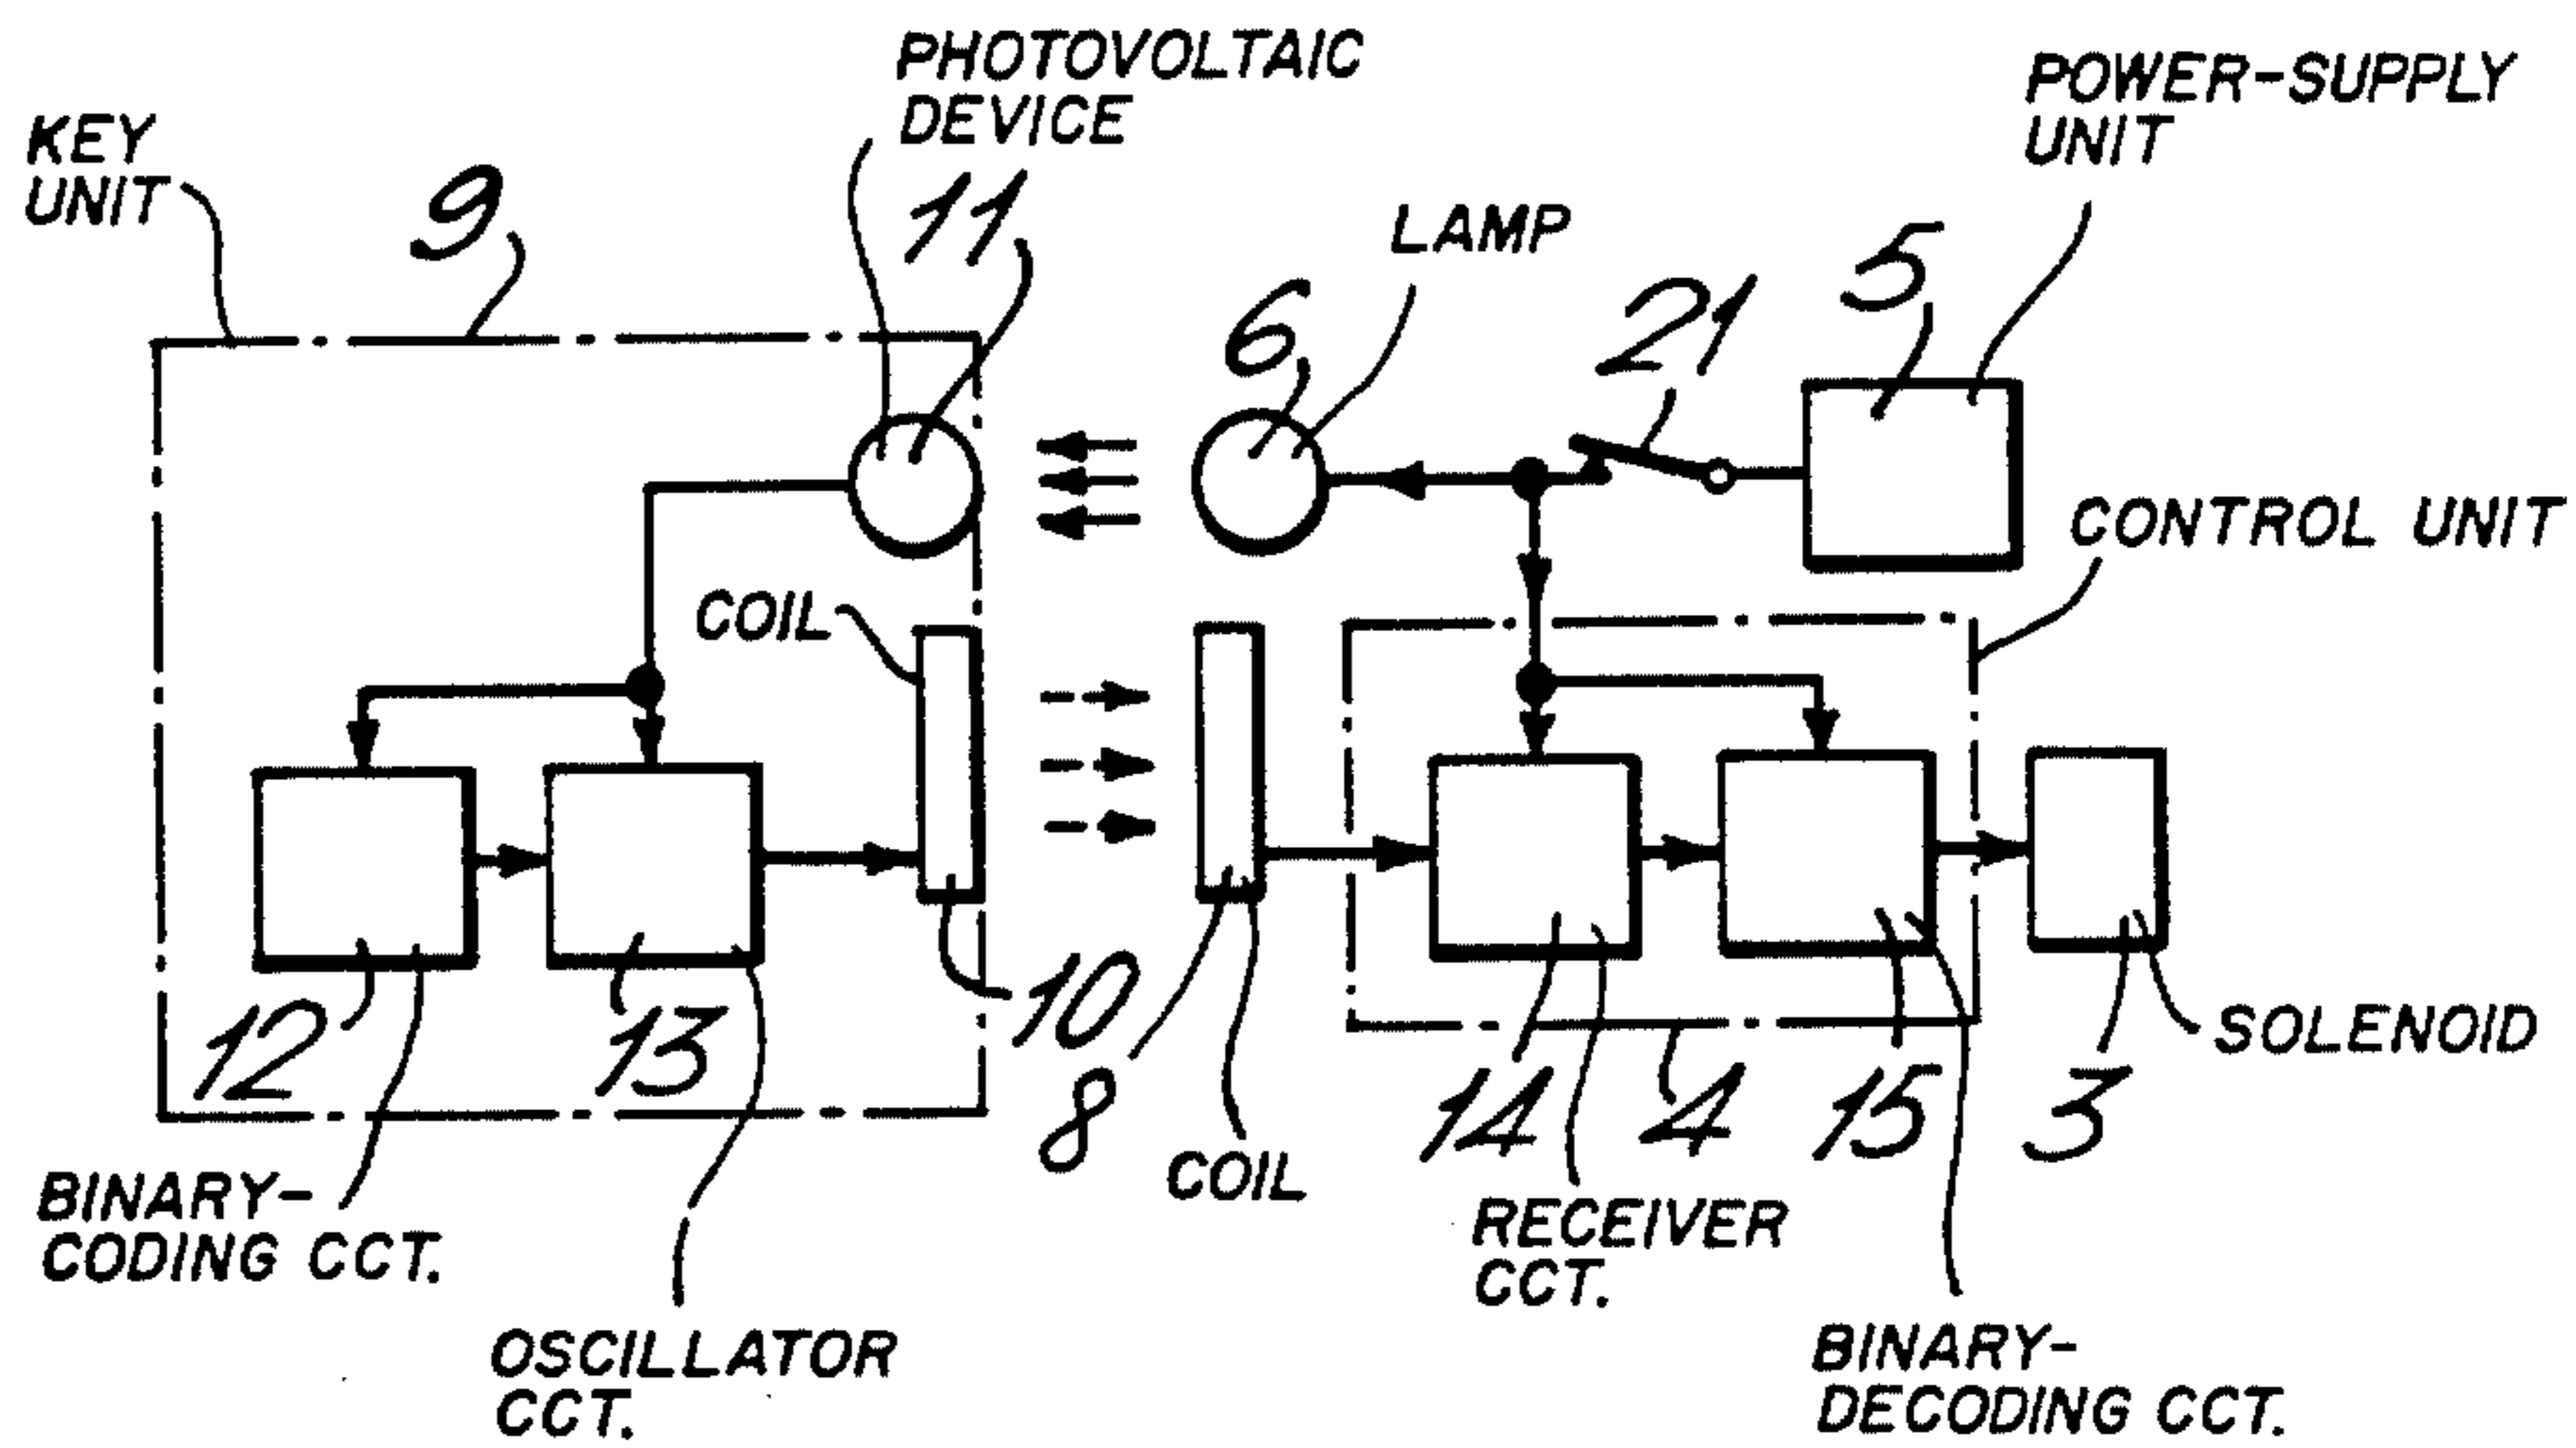 PHOTOVOLTAIC
DEVICE
POWER-SUPPLY
UNIT
KEY
UNIT
9
11
LAMP
6
21
5
CONTROL UNIT
COIL
12
13
10
8
COIL
14
4
15
3
SOLENOID
BINARY-
CODING CCT.
RECEIVER
CCT.
OSCILLATOR
CCT.
BINARY-
DECODING CCT.